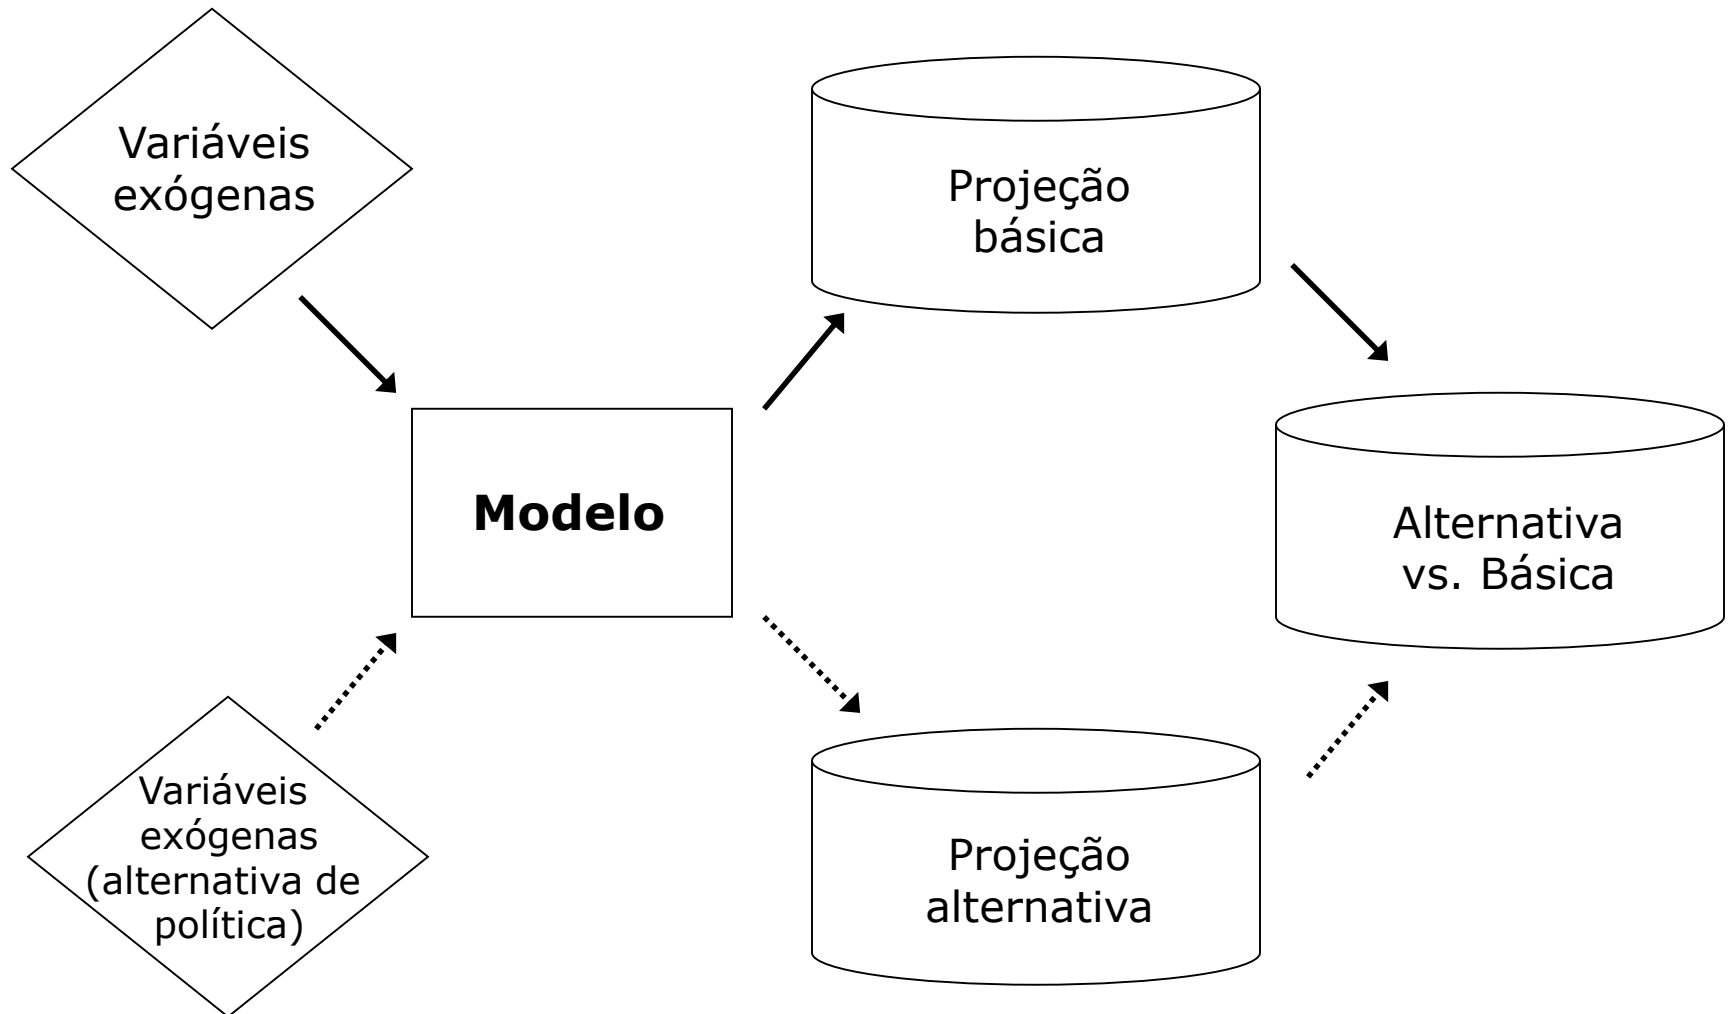 Variáveis
exógenas
Projeção
básica
Modelo
Alternativa
vs. Básica
Variáveis
exógenas
(alternativa de
política)
Projeção
alternativa